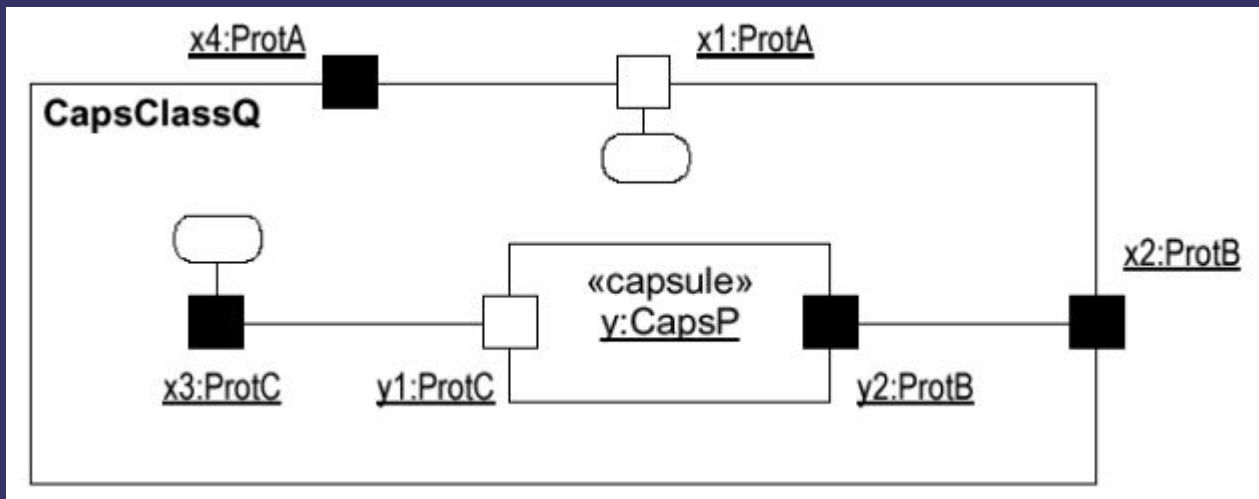 x4:ProtA
x1:ProtA
CapsClassQ
x2:ProtB
«capsule»
y:CapsP
x3:ProtC
y1:ProtC
y2:ProtB